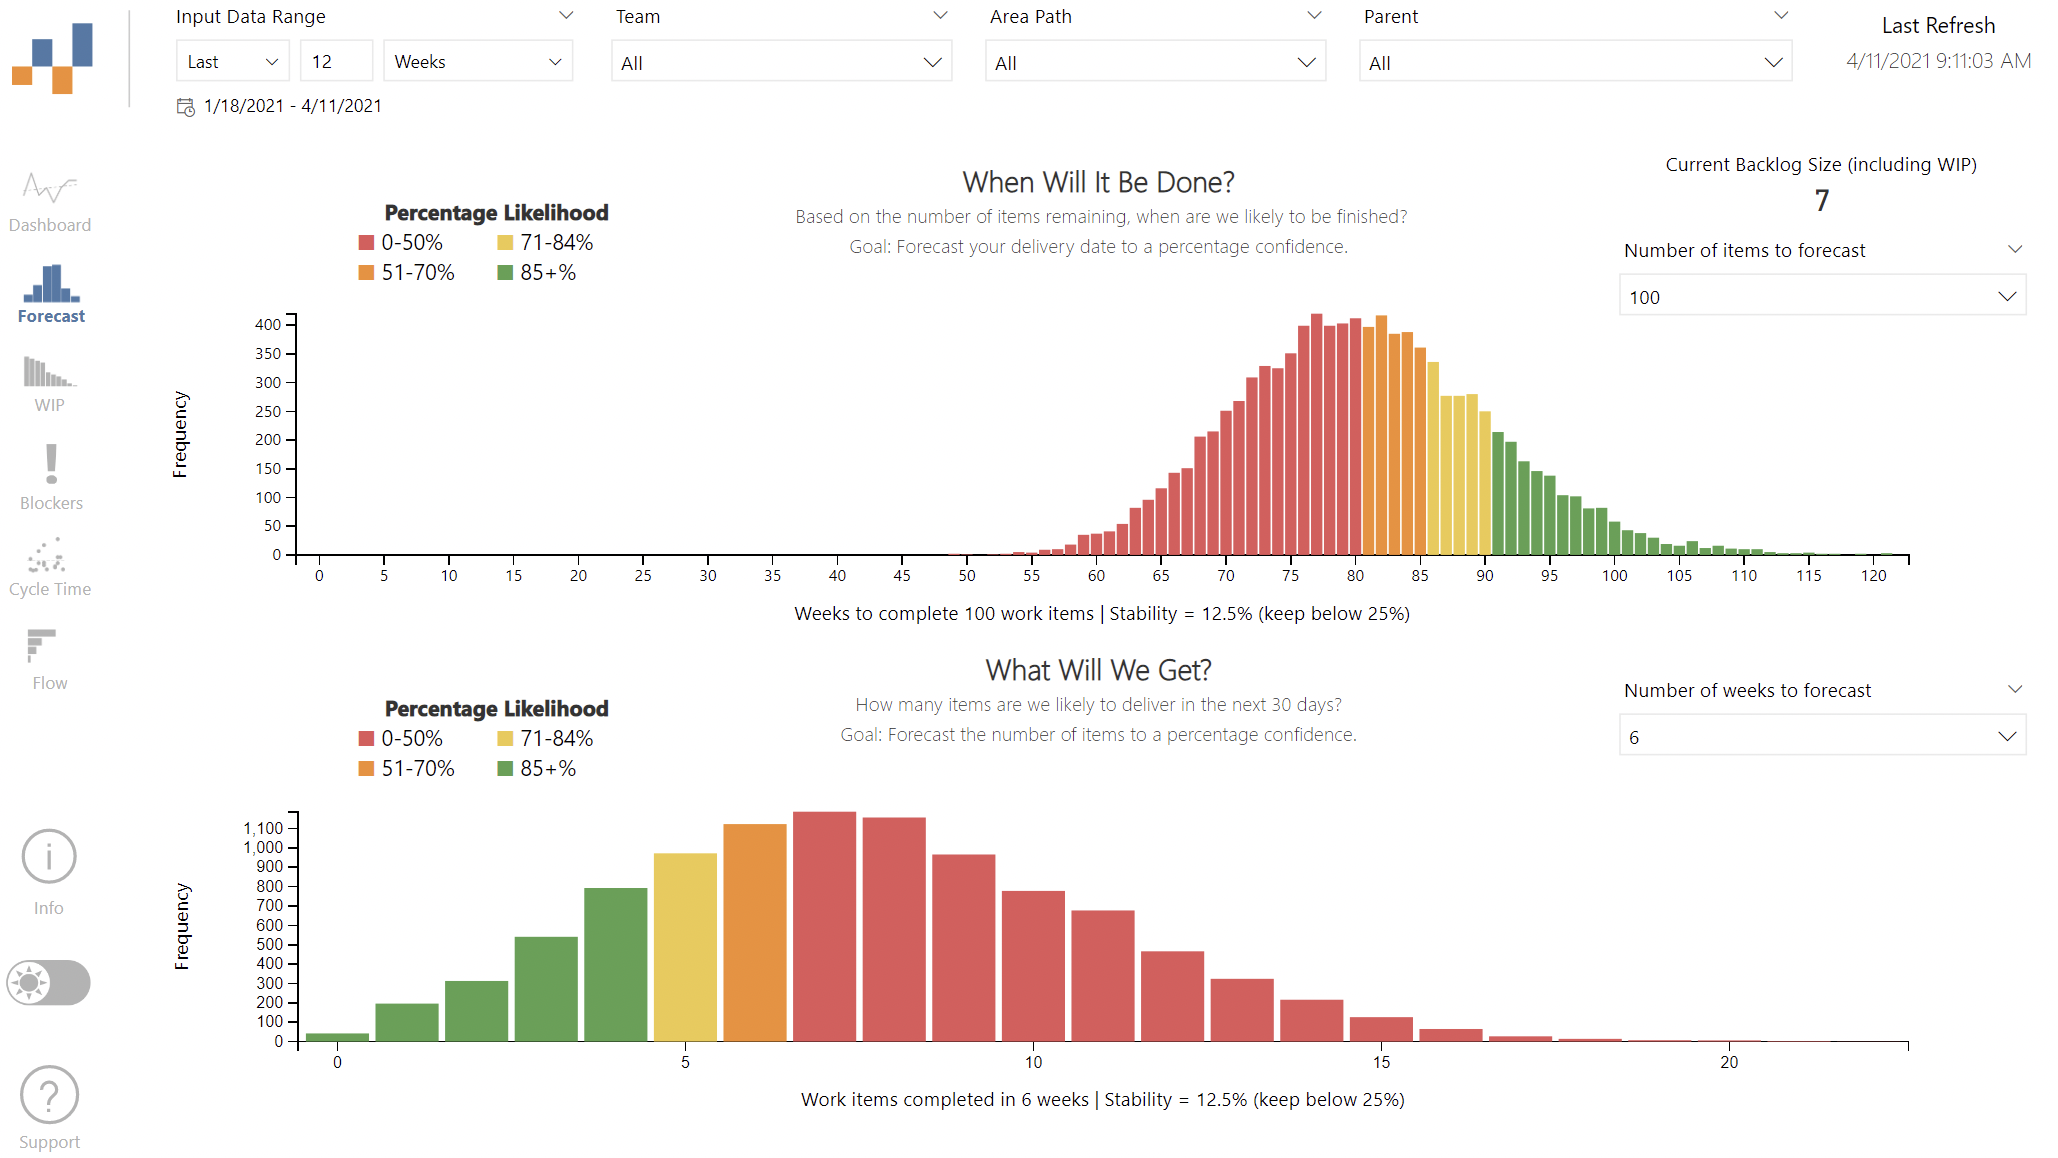 Input Data Range
Team
Area Path
Parent
Last Refresh
Last
12
Weeks
All
All
All
4/11/2021 9:11:03 AM
1/18/2021 - 4/11/2021
Dashboard
Forecast
WIP
Blockers
Cycle Time
Flow
Info
Support
When Will It Be Done?
Based on the number of items remaining, when are we likely to be finished?
Goal: Forecast your delivery date to a percentage confidence.
Current Backlog Size (including WIP)
7
Number of items to forecast
100
Percentage Likelihood
0-50%
71-84%
51-70%
85+%
Frequency
400
350
300
250
200
150
100
50
0
0 5 10 15 20 25 30 35 40 45 50 55 60 65 70 75 80 85 90 95 100 105 110 115 120
Weeks to complete 100 work items | Stability = 12.5% (keep below 25%)
What Will We Get?
How many items are we likely to deliver in the next 30 days?
Goal: Forecast the number of items to a percentage confidence.
Number of weeks to forecast
6
Percentage Likelihood
0-50%
71-84%
51-70%
85+%
Frequency
1,100
1,000
900
800
700
600
500
400
300
200
100
0
0 5 10 15 20
Work items completed in 6 weeks | Stability = 12.5% (keep below 25%)